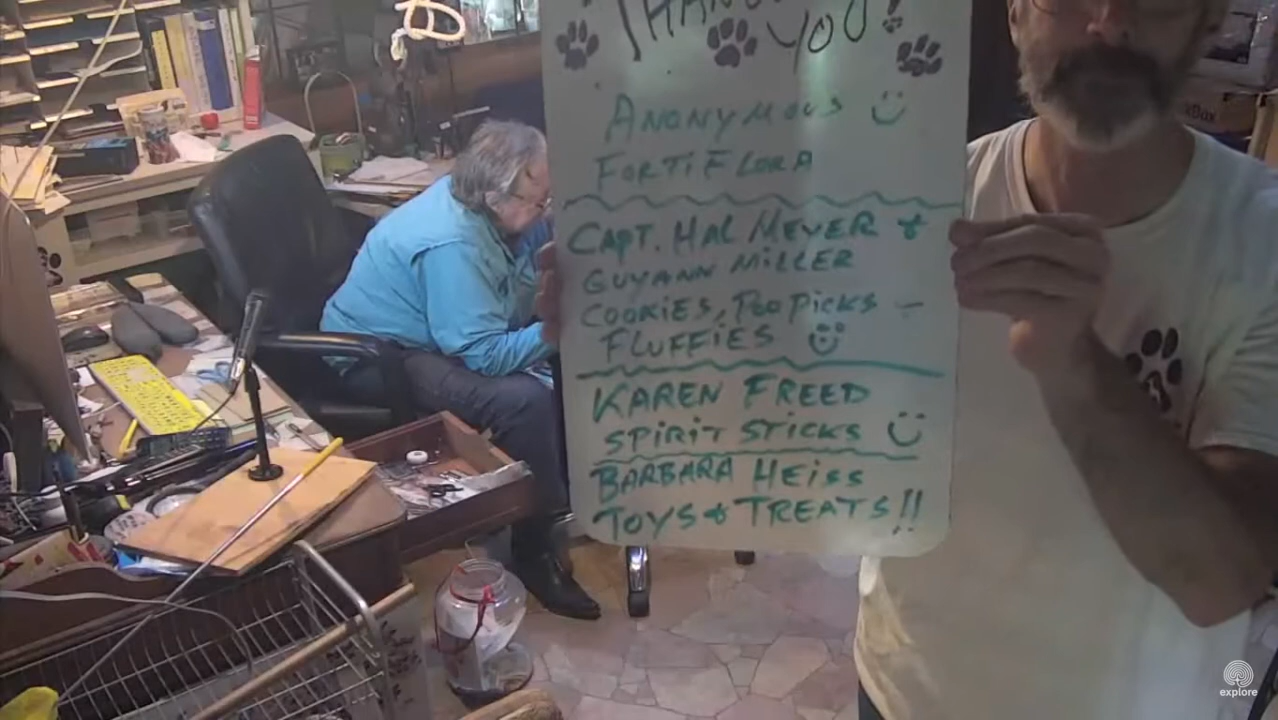 THANK
YOU!
ANONYMOUS
FORTIFLORA
CAPT. HAL MEYER &
GUYANN MILLER
COOKIES, POO PICKS -
FLUFFIES
KAREN FREED
SPIRIT STICKS
BARBARA HEISS
TOYS & TREATS!!
explore